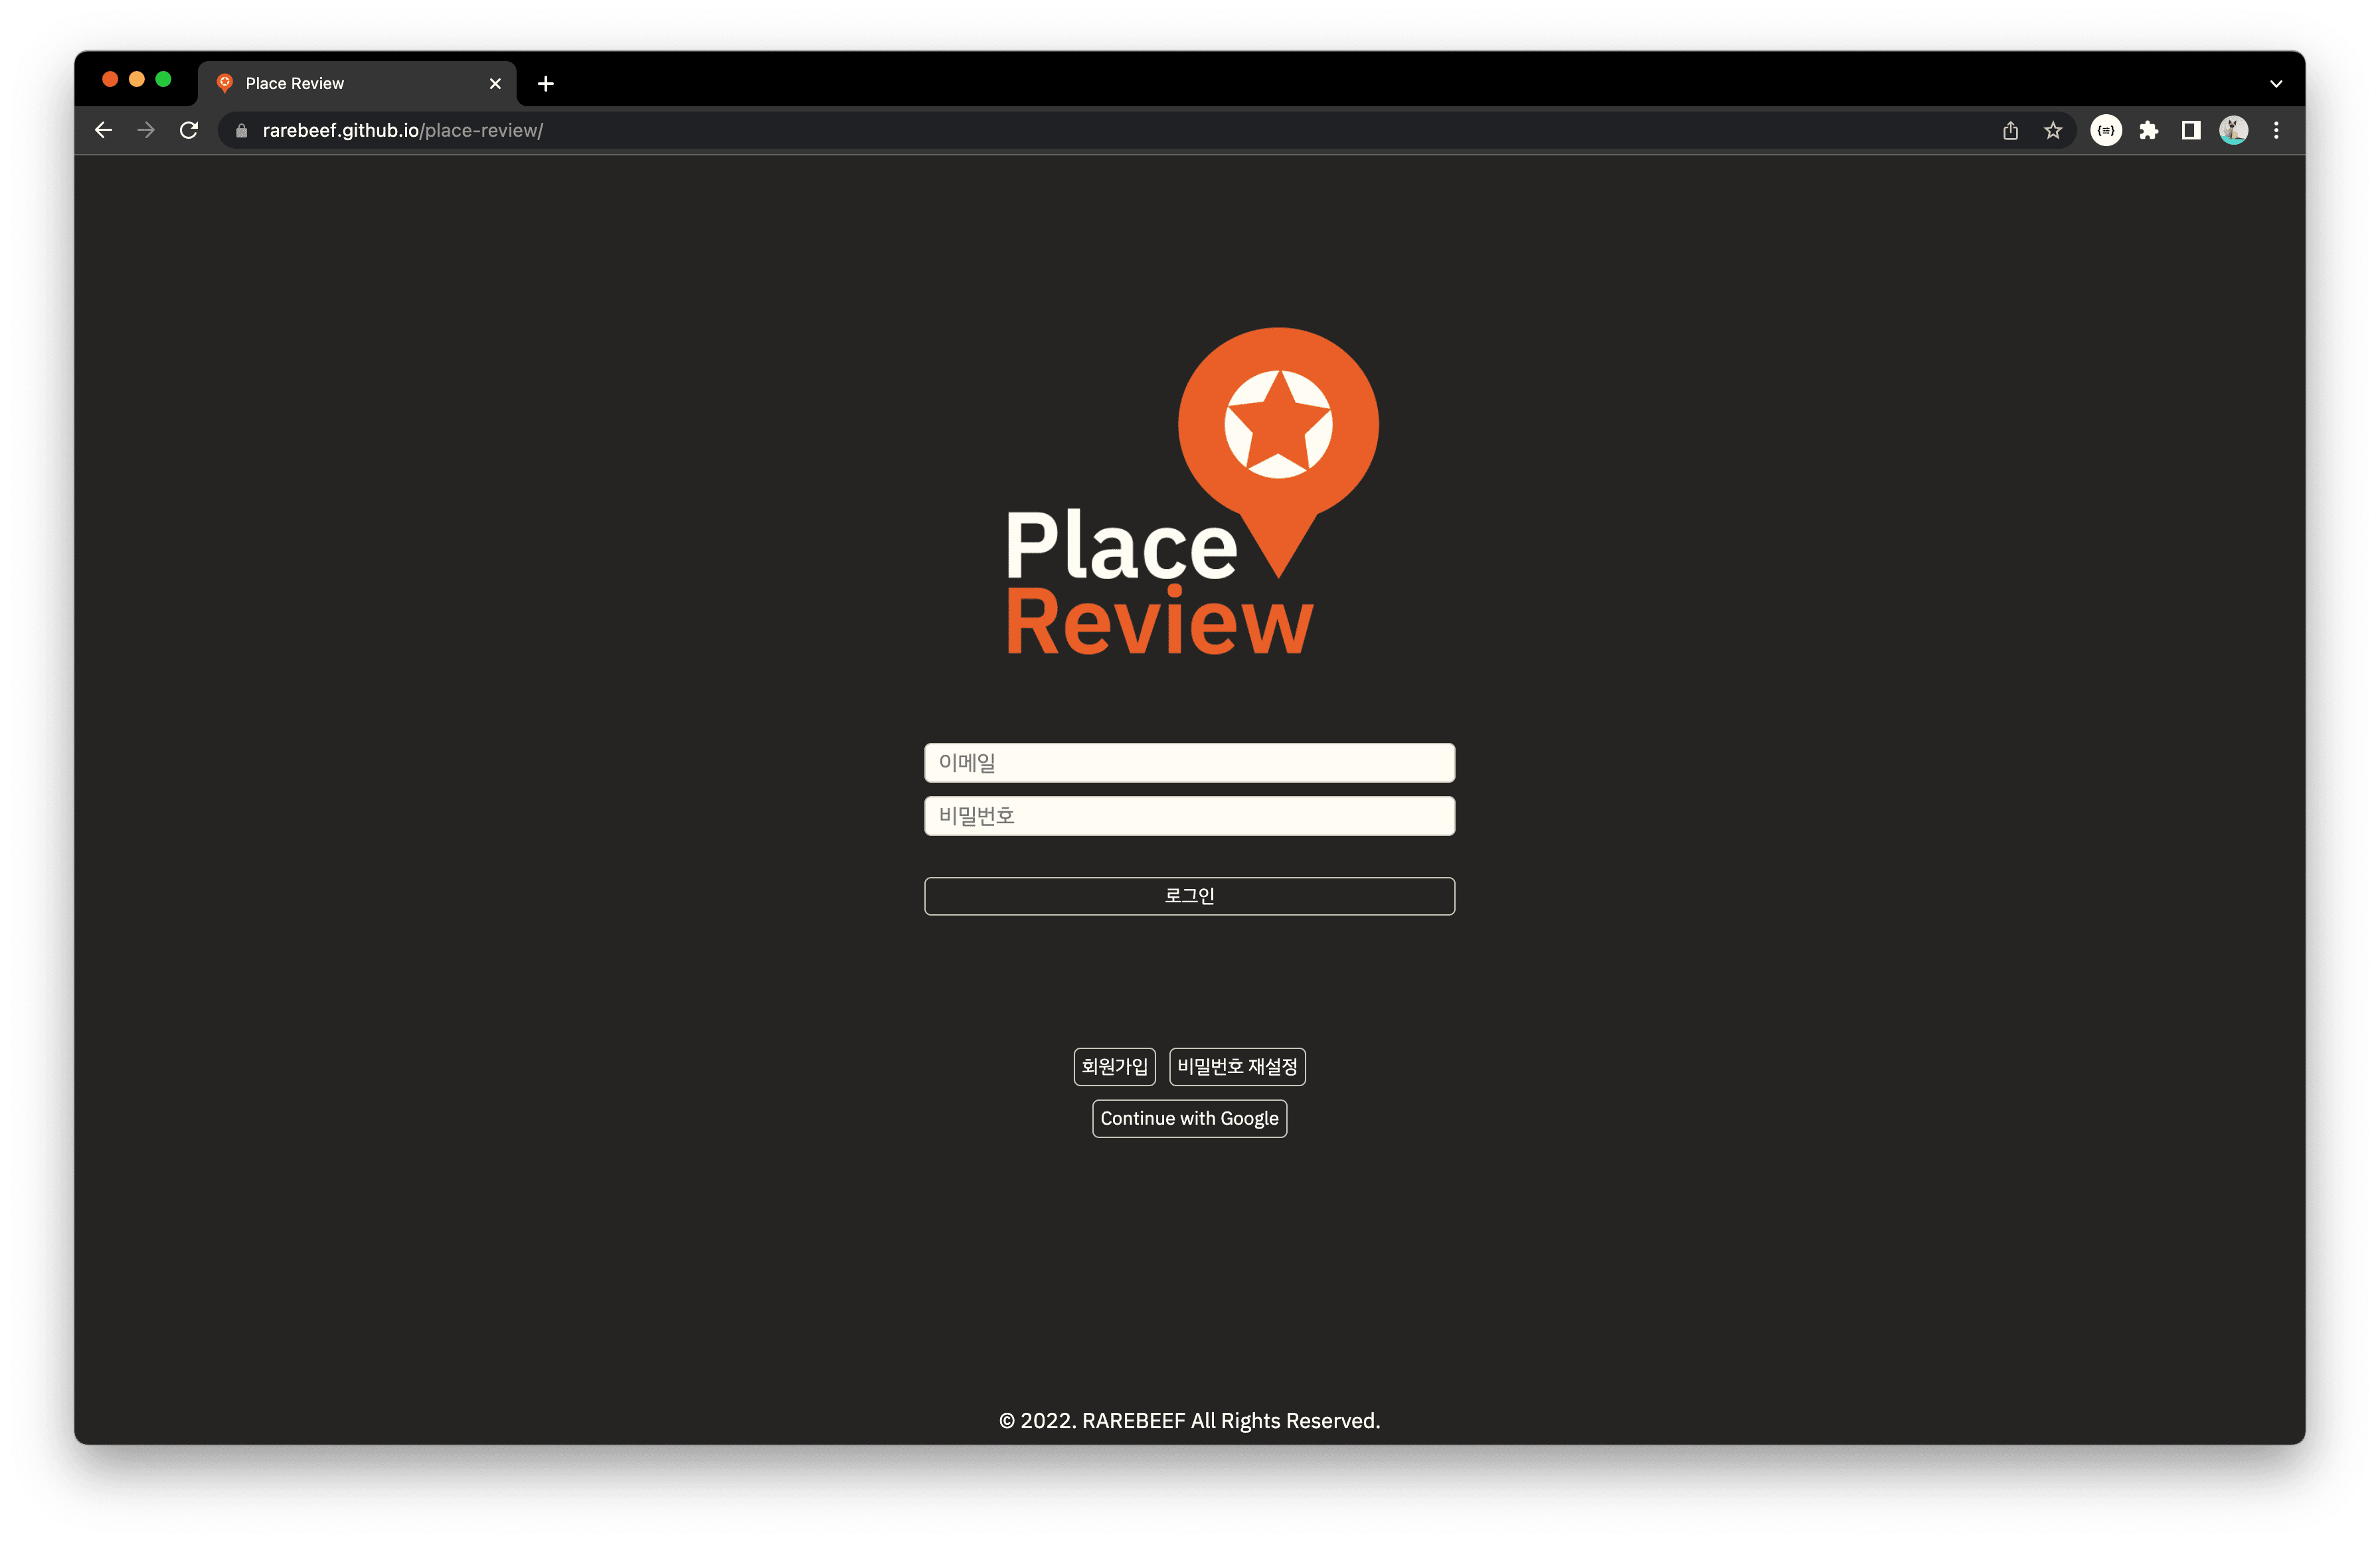 Place Review
rarebeef.github.io/place-review/
Place
Review
이메일
비밀번호
로그인
회원가입 비밀번호 재설정
Continue with Google
© 2022. RAREBEEF All Rights Reserved.